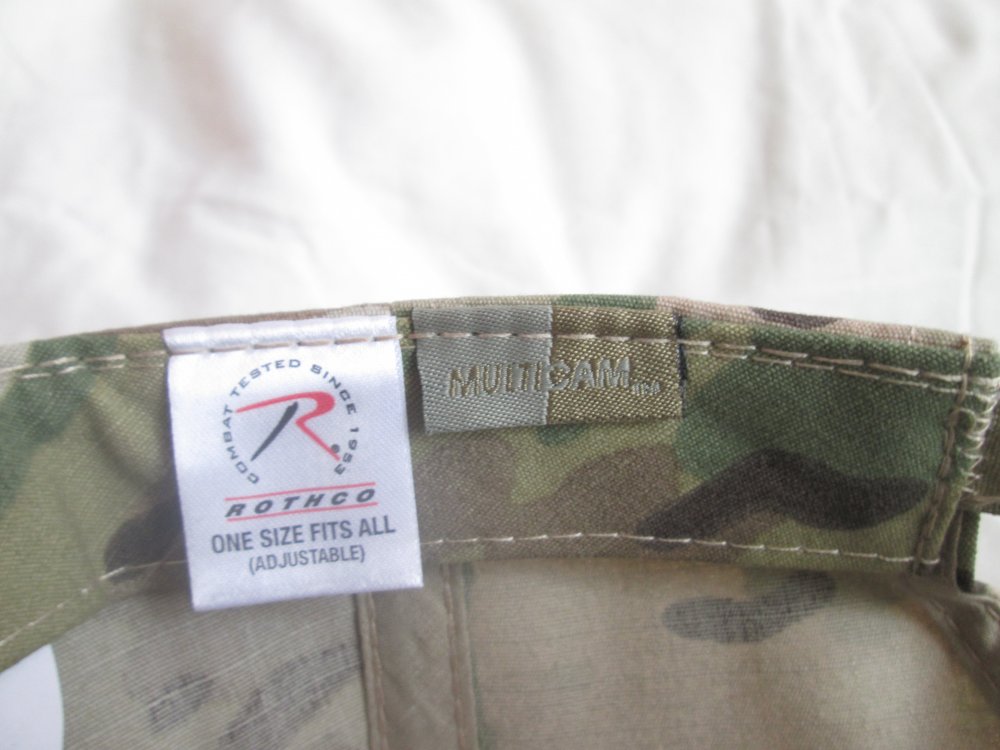 COMBAT TESTED SINCE 1953
R®
ROTHCO
ONE SIZE FITS ALL
(ADJUSTABLE)
MULTICAM